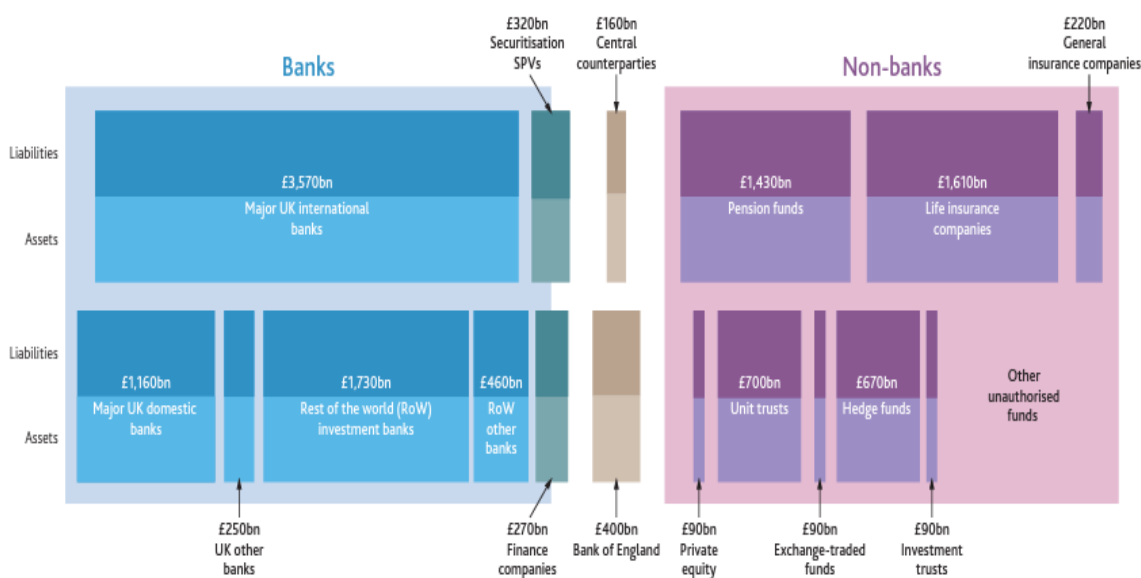 £320bn
Securitisation
SPVs
£160bn
Central
counterparties
£220bn
General
insurance companies
Banks
Non-banks
Liabilities
Assets
£3,570bn
Major UK international
banks
£1,430bn
Pension funds
£1,610bn
Life insurance
companies
Liabilities
Assets
£1,160bn
Major UK domestic
banks
£1,730bn
Rest of the world (RoW)
investment banks
£460bn
RoW
other
banks
£700bn
Unit trusts
£670bn
Hedge funds
Other
unauthorised
funds
£250bn
UK other
banks
£270bn
Finance
companies
£400bn
Bank of England
£90bn
Private
equity
£90bn
Exchange-traded
funds
£90bn
Investment
trusts